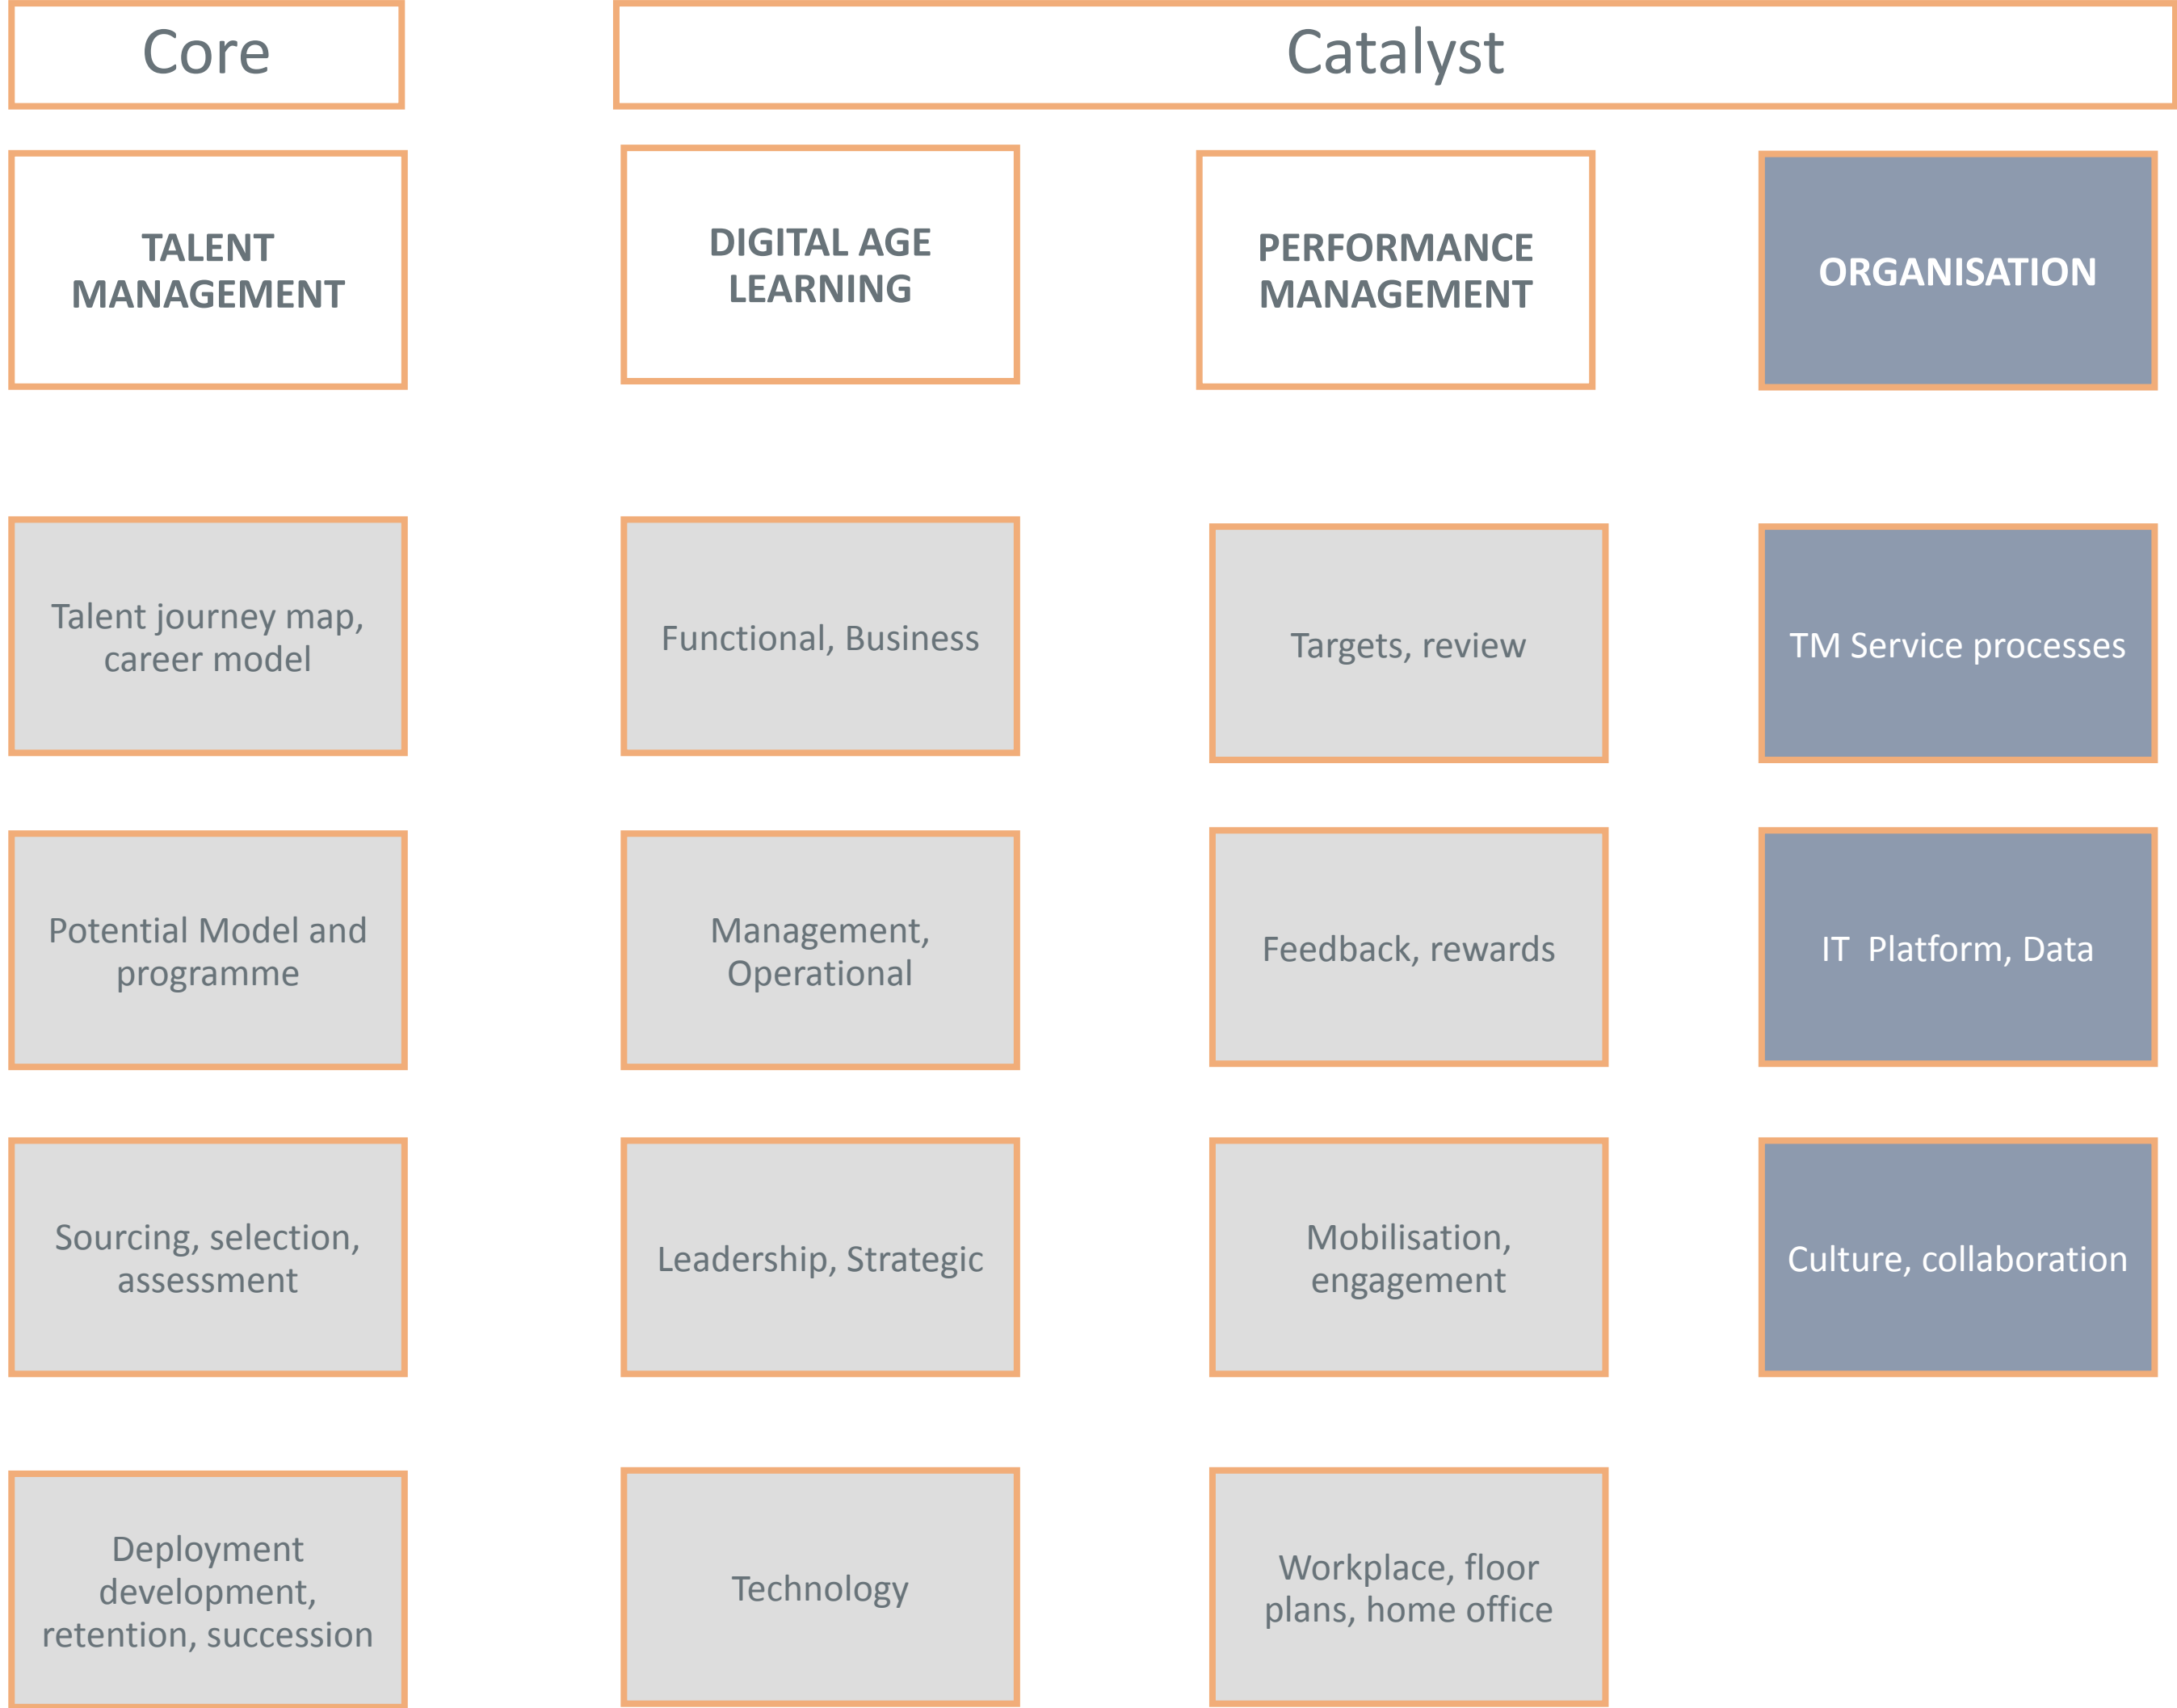 Core
Catalyst
TALENT
MANAGEMENT
DIGITAL AGE
LEARNING
PERFORMANCE
MANAGEMENT
ORGANISATION
Talent journey map,
career model
Functional, Business
Targets, review
TM Service processes
Potential Model and
programme
Management,
Operational
Feedback, rewards
IT  Platform, Data
Sourcing, selection,
assessment
Leadership, Strategic
Mobilisation,
engagement
Culture, collaboration
Deployment
development,
retention, succession
Technology
Workplace, floor
plans, home office